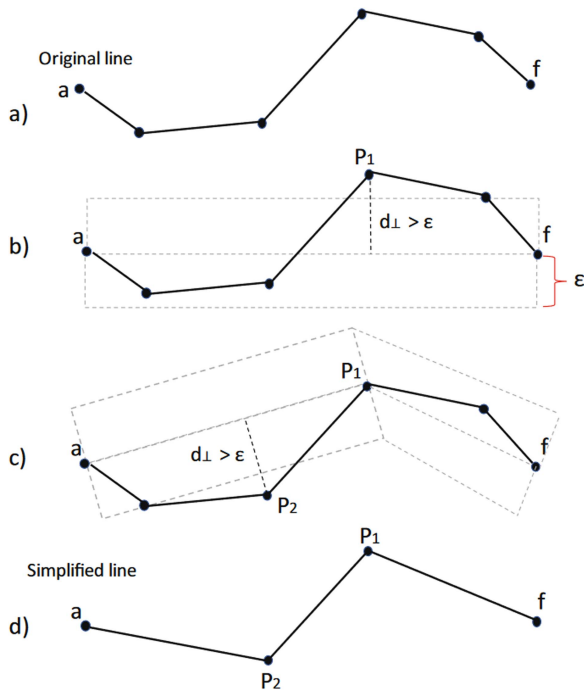 Original line
a
f
a)
P1
a
d⊥ > ε
f
b)
ε
P1
a
d⊥ > ε
f
c)
P2
P1
Simplified line
a
f
d)
P2